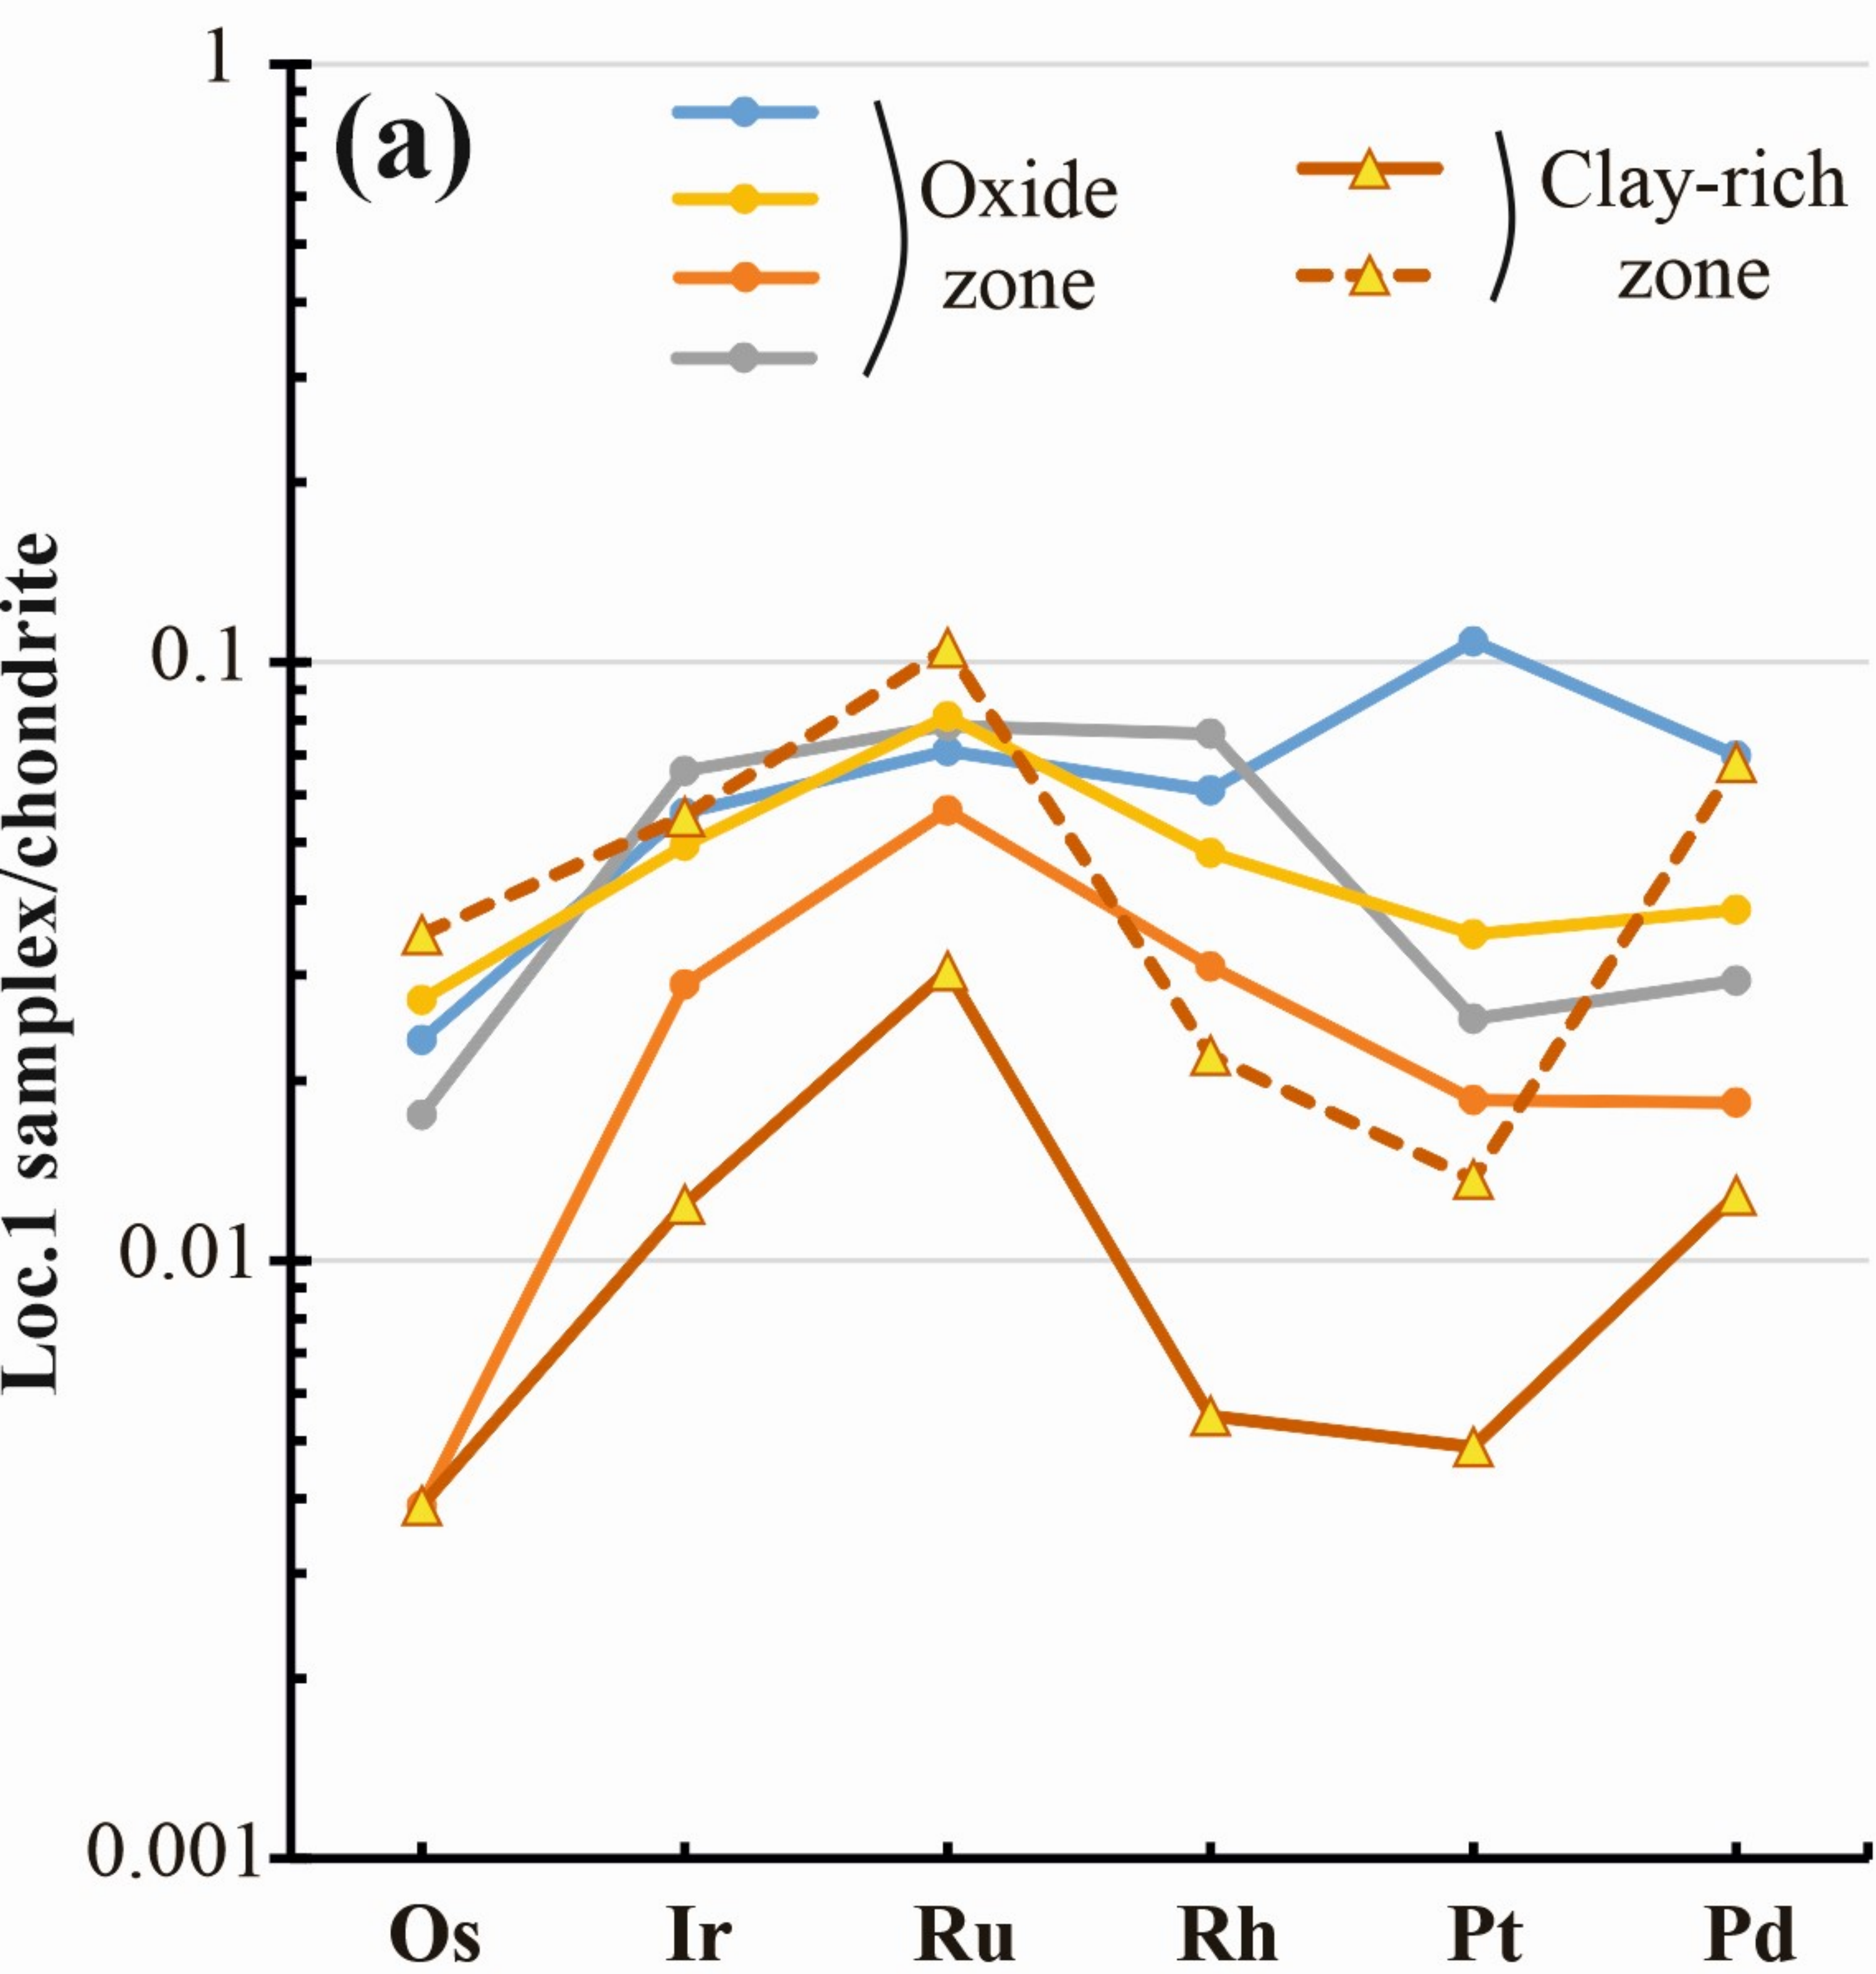 1
(a)
Oxide
zone
Clay-rich
zone
0.1
0.01
0.001
Loc.1 samplex/chondrite
Os Ir Ru Rh Pt Pd